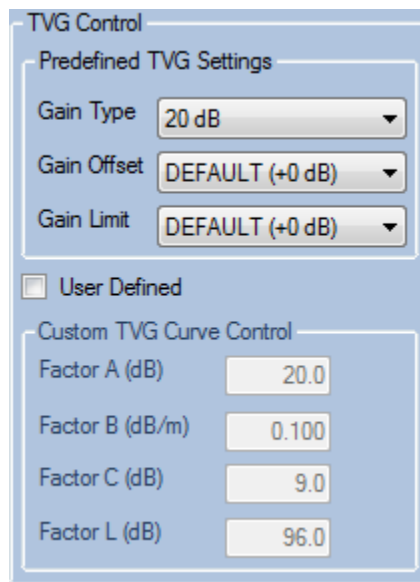 TVG Control
Predefined TVG Settings
Gain Type 20 dB
Gain Offset DEFAULT (+0 dB)
Gain Limit DEFAULT (+0 dB)
User Defined
Custom TVG Curve Control
Factor A (dB) 20.0
Factor B (dB/m) 0.100
Factor C (dB) 9.0
Factor L (dB) 96.0